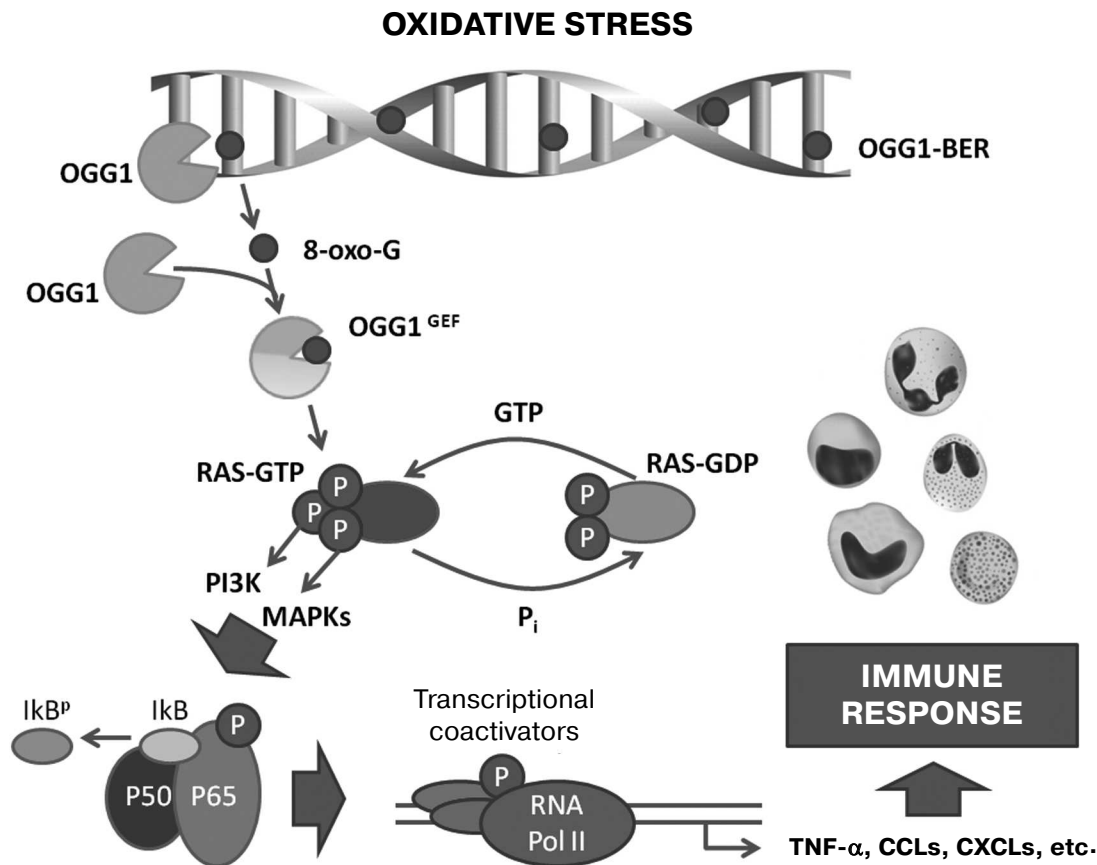 OXIDATIVE STRESS
OGG1
OGG1-BER
8-oxo-G
OGG1
OGG1 GEF
GTP
RAS-GTP
RAS-GDP
P
P
P
P
P
PI3K
MAPKs
Pi
IkBp
IkB
P
P50
P65
Transcriptional
coactivators
P
RNA
Pol II
IMMUNE
RESPONSE
TNF-α, CCLs, CXCLs, etc.